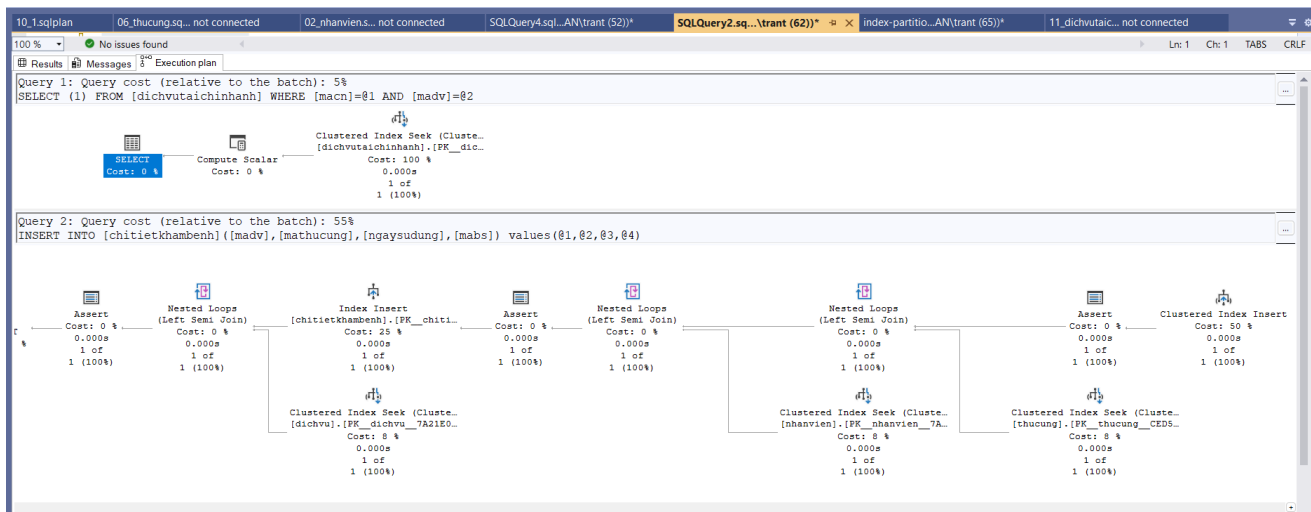 10_1.sqlplan 06_thucung.sq... not connected 02_nhanvien.s... not connected SQLQuery4.sql...AN\trant (52))* SQLQuery2.sq...\trant (62))* index-partitio...AN\trant (65))* 11_dichvutaic... not connected
100 % No issues found Ln: 1 Ch: 1 TABS CRLF
Results Messages Execution plan
Query 1: Query cost (relative to the batch): 5%
SELECT (1) FROM [dichvutaichinhanh] WHERE [macn]=@1 AND [madv]=@2
...
SELECT
Cost: 0 %
Compute Scalar
Cost: 0 %
Clustered Index Seek (Cluste…
[dichvutaichinhanh].[PK__dic…
Cost: 100 %
0.000s
1 of
1 (100%)
Query 2: Query cost (relative to the batch): 55%
INSERT INTO [chitietkhambenh]([madv],[mathucung],[ngaysudung],[mabs]) values(@1,@2,@3,@4)
...
T
%
Assert
Cost: 0 %
0.000s
1 of
1 (100%)
Nested Loops
(Left Semi Join)
Cost: 0 %
0.000s
1 of
1 (100%)
Index Insert
[chitietkhambenh].[PK__chiti…
Cost: 25 %
0.000s
1 of
1 (100%)
Assert
Cost: 0 %
0.000s
1 of
1 (100%)
Nested Loops
(Left Semi Join)
Cost: 0 %
0.000s
1 of
1 (100%)
Nested Loops
(Left Semi Join)
Cost: 0 %
0.000s
1 of
1 (100%)
Assert
Cost: 0 %
0.000s
1 of
1 (100%)
Clustered Index Insert
Cost: 50 %
0.000s
1 of
1 (100%)
Clustered Index Seek (Cluste…
[dichvu].[PK__dichvu__7A21E0…
Cost: 8 %
0.000s
1 of
1 (100%)
Clustered Index Seek (Cluste…
[nhanvien].[PK__nhanvien__7A…
Cost: 8 %
0.000s
1 of
1 (100%)
Clustered Index Seek (Cluste…
[thucung].[PK__thucung__CED5…
Cost: 8 %
0.000s
1 of
1 (100%)